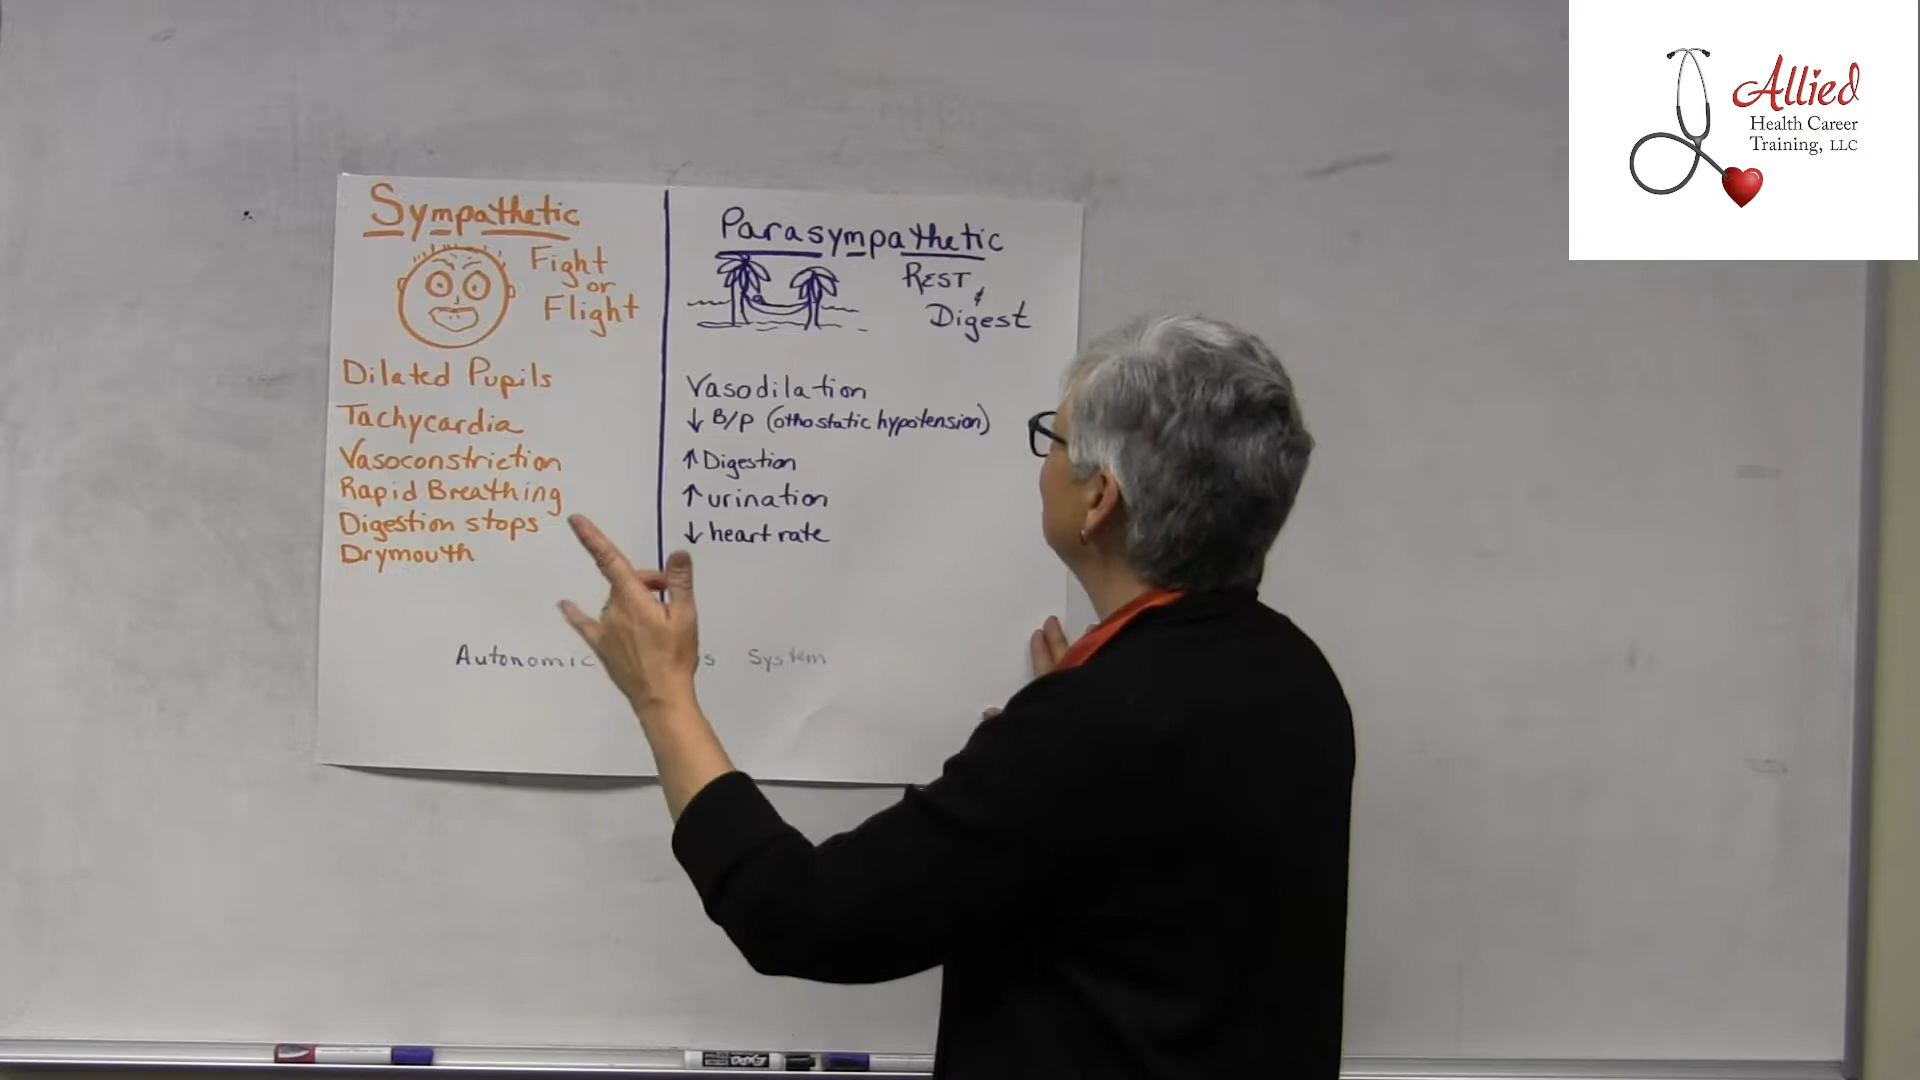 Allied
Health Career
Training, LLC
Sympathetic
Fight
or
Flight
Dilated Pupils
Tachycardia
Vasoconstriction
Rapid Breathing
Digestion stops
Drymouth
Parasympathetic
REST
&
Digest
Vasodilation
↓ B/P (othostatic hypotension)
↑ Digestion
↑ urination
↓ heart rate
Autonomic System
EXPO